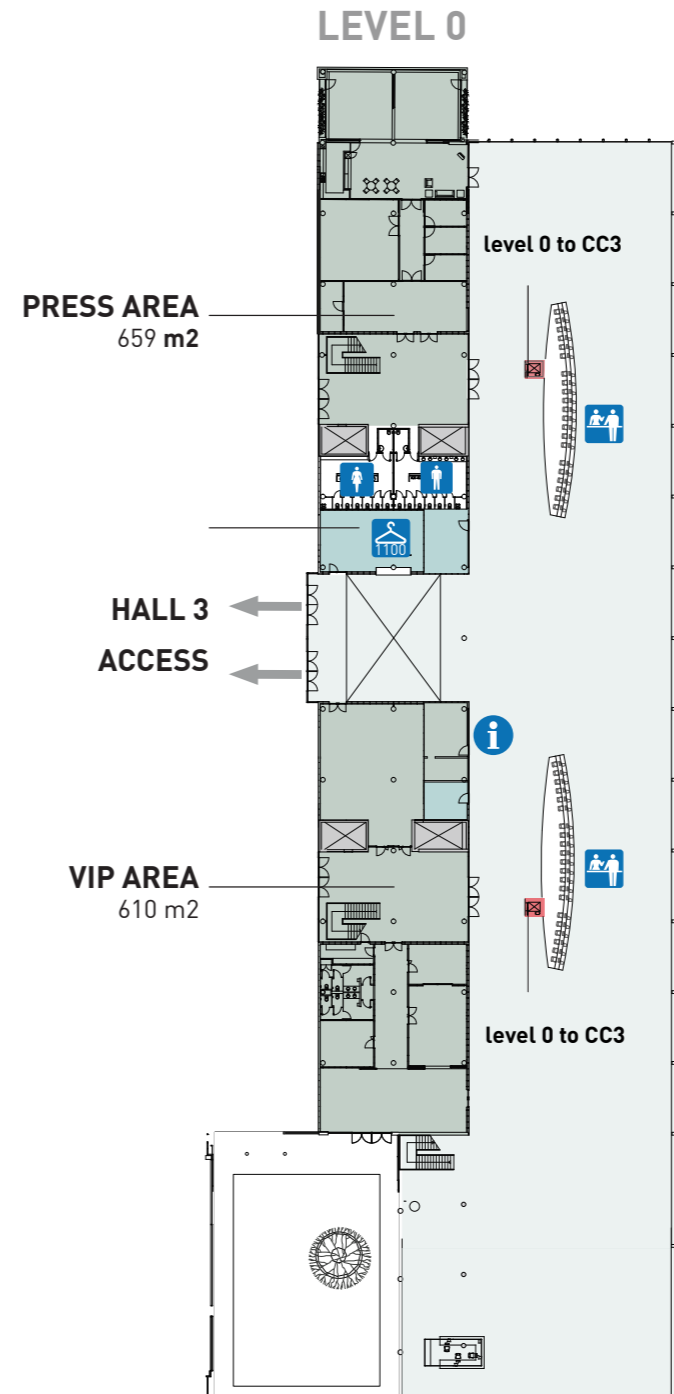 LEVEL 0
level 0 to CC3
PRESS AREA
659 m2
1100
HALL 3
ACCESS
i
VIP AREA
610 m2
level 0 to CC3